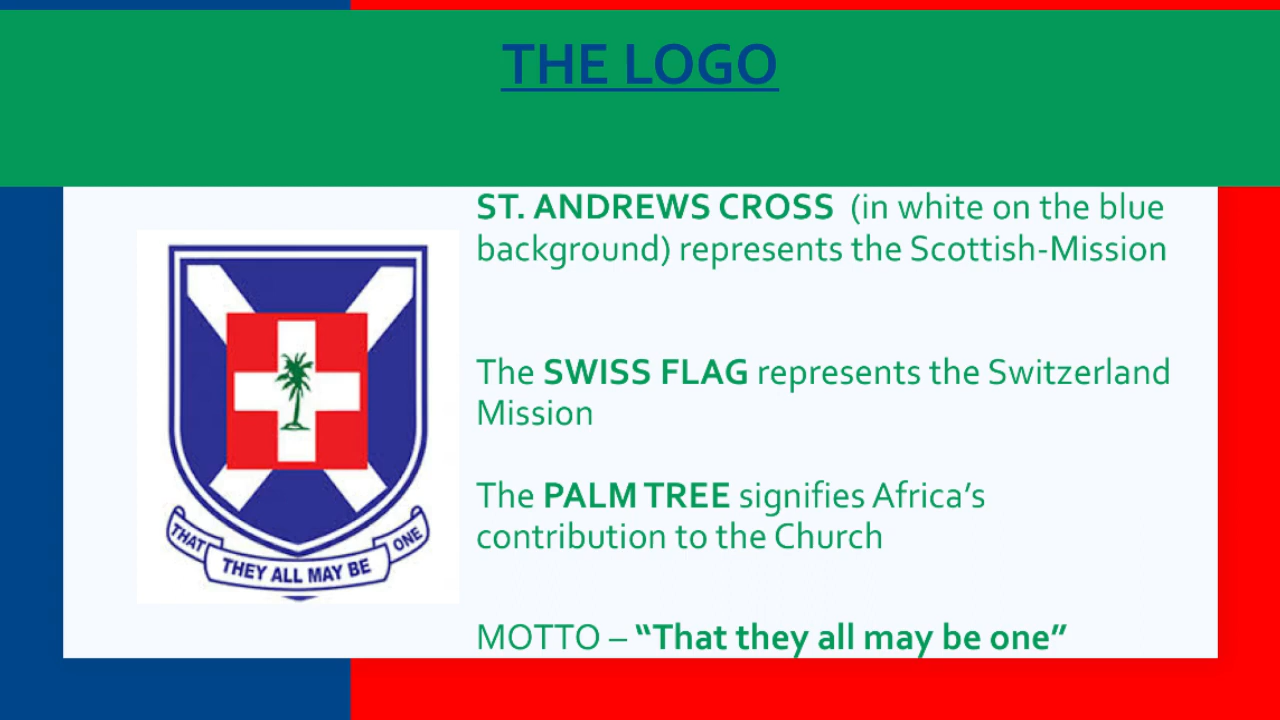 THE LOGO
ST. ANDREWS CROSS (in white on the blue
background) represents the Scottish-Mission
The SWISS FLAG represents the Switzerland
Mission
The PALM TREE signifies Africa’s
contribution to the Church
MOTTO – “That they all may be one”
THAT THEY ALL MAY BE ONE